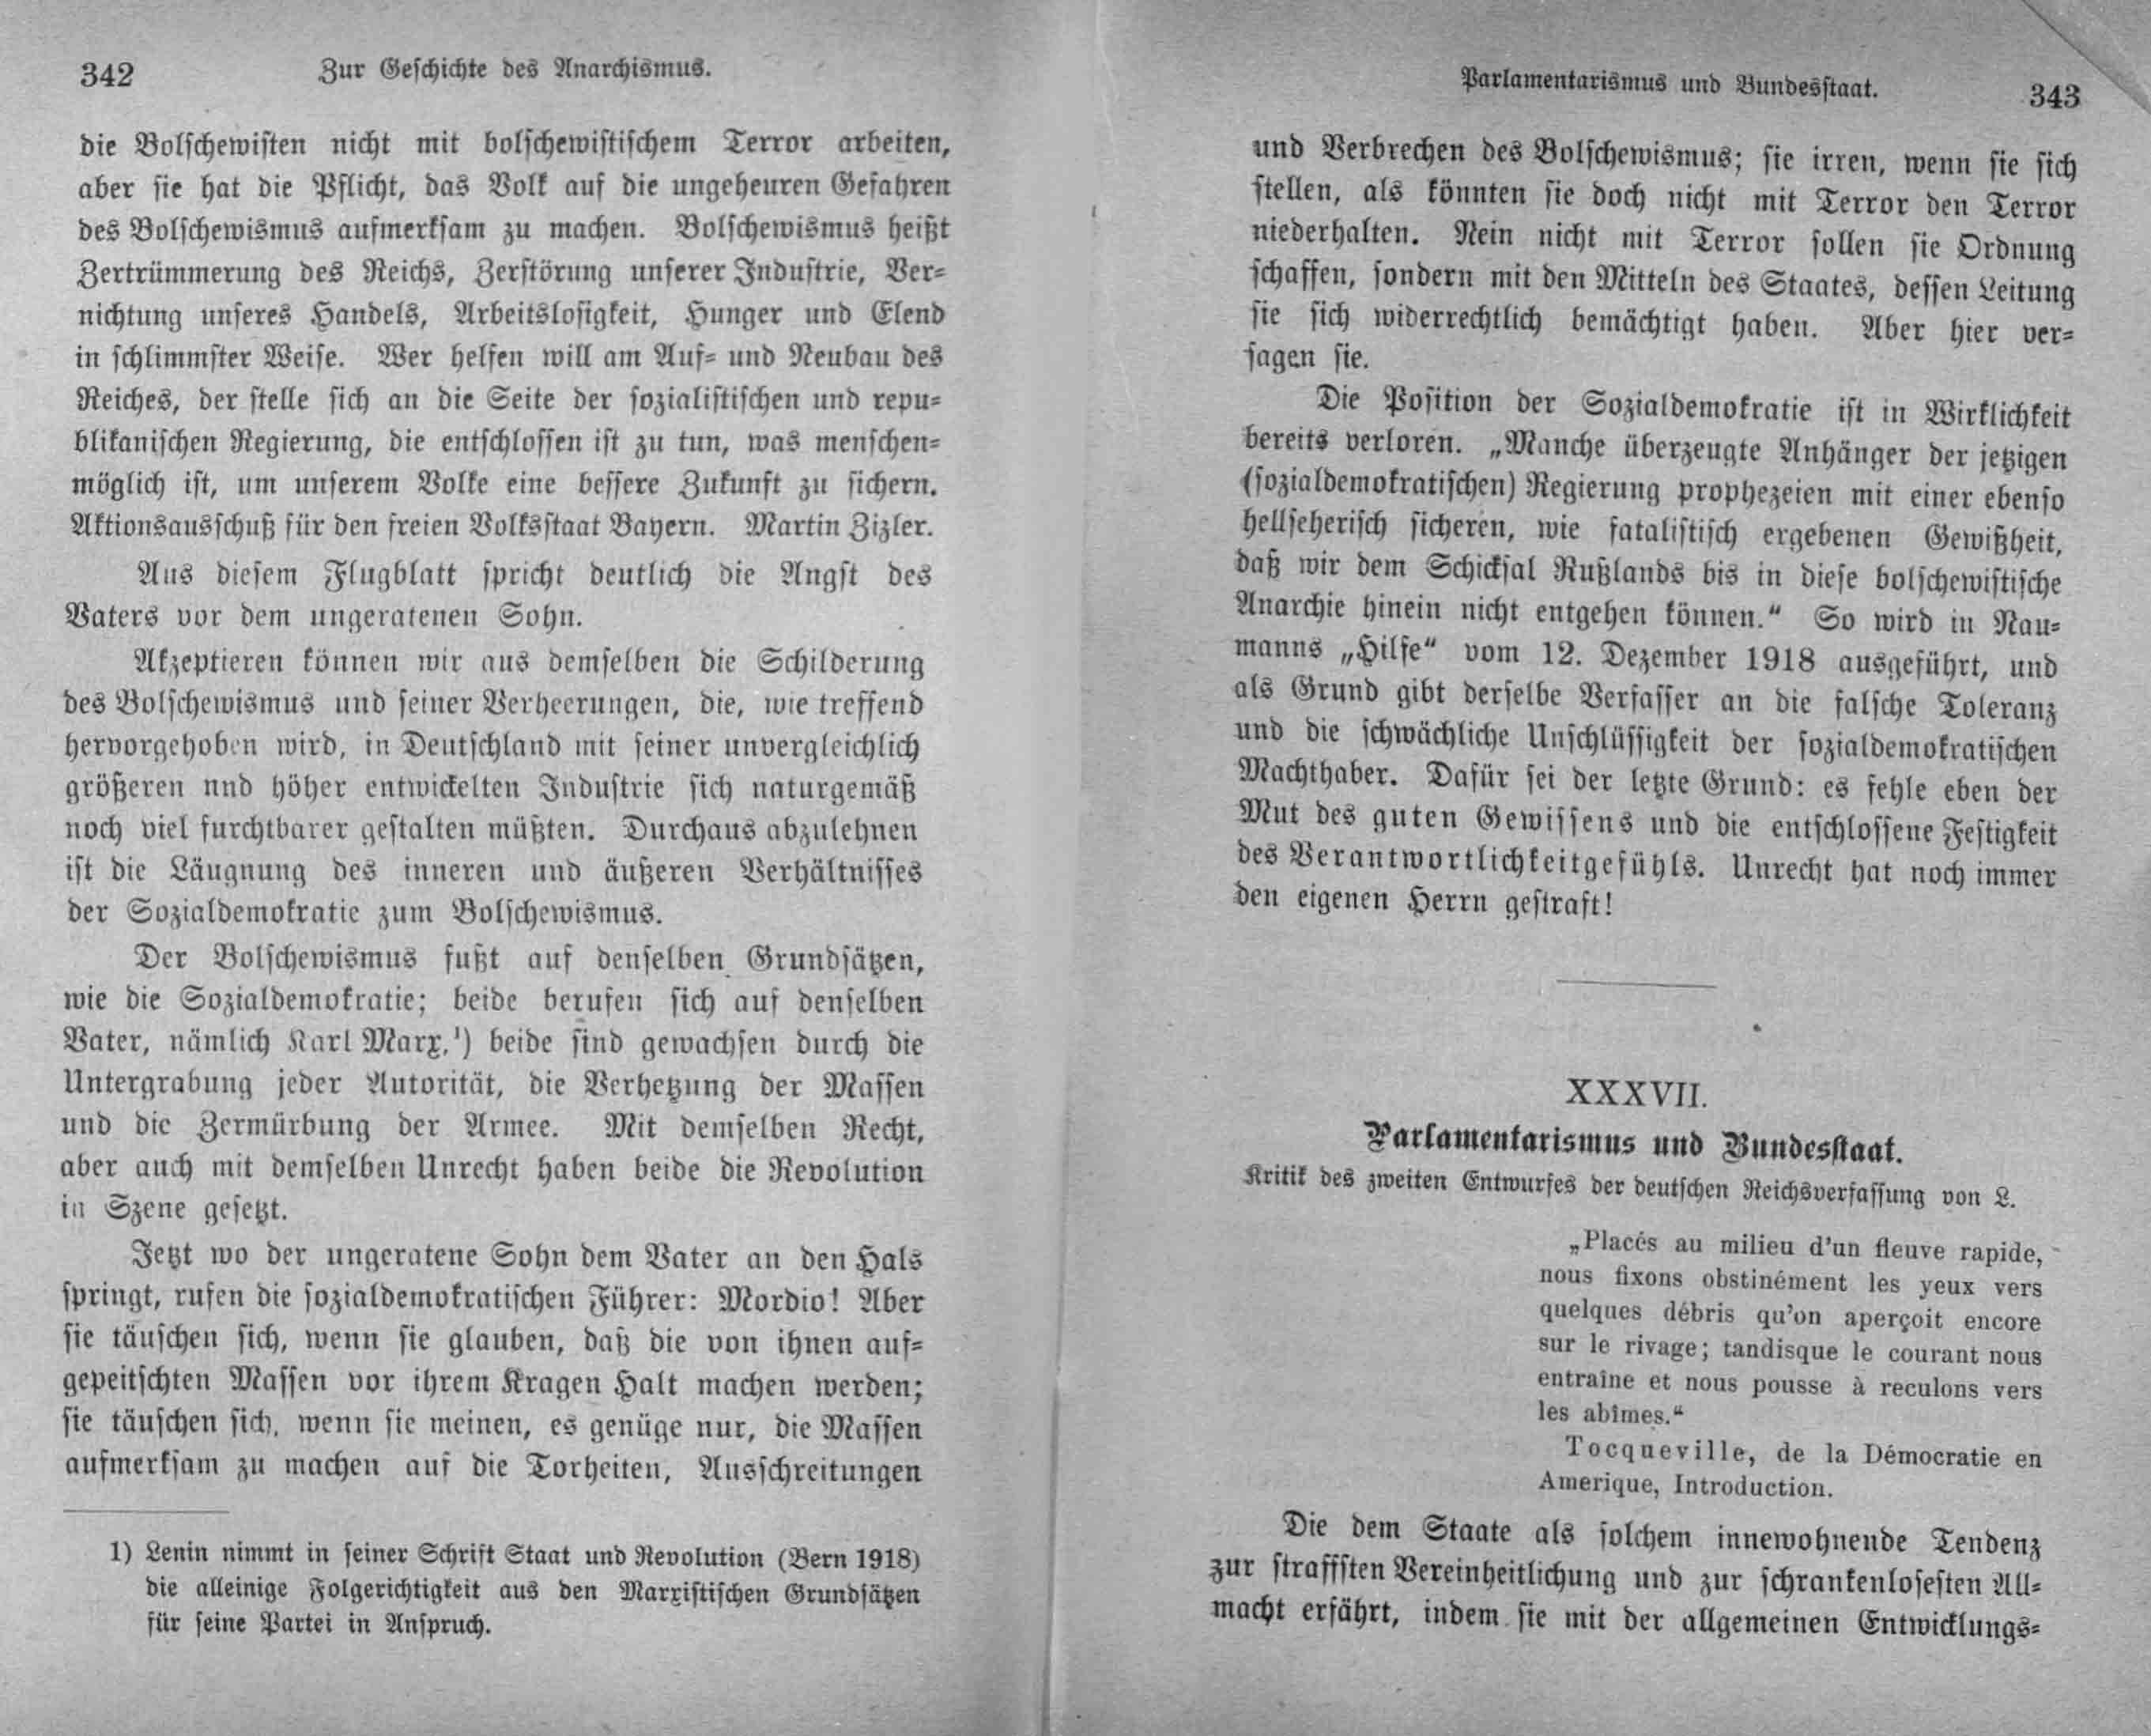 342 Zur Geschichte des Anarchismus.
die Bolschewisten nicht mit bolschewistischem Terror arbeiten,
aber sie hat die Pflicht, das Volk auf die ungeheuren Gefahren
des Bolschewismus aufmerksam zu machen. Bolschewismus heißt
Zertrümmerung des Reichs, Zerstörung unserer Industrie, Ver-
nichtung unseres Handels, Arbeitslosigkeit, Hunger und Elend
in schlimmster Weise. Wer helfen will am Auf- und Neubau des
Reiches, der stelle sich an die Seite der sozialistischen und repu-
blikanischen Regierung, die entschlossen ist zu tun, was menschen-
möglich ist, um unserem Volke eine bessere Zukunft zu sichern.
Aktionsausschuß für den freien Volksstaat Bayern. Martin Zizler.
Aus diesem Flugblatt spricht deutlich die Angst des
Vaters vor dem ungeratenen Sohn.
Akzeptieren können wir aus demselben die Schilderung
des Bolschewismus und seiner Verheerungen, die, wie treffend
hervorgehoben wird, in Deutschland mit seiner unvergleichlich
größeren nnd höher entwickelten Industrie sich naturgemäß
noch viel furchtbarer gestalten müßten. Durchaus abzulehnen
ist die Läugnung des inneren und äußeren Verhältnisses
der Sozialdemokratie zum Bolschewismus.
Der Bolschewismus fußt auf denselben Grundsätzen,
wie die Sozialdemokratie; beide berufen sich auf denselben
Vater, nämlich Karl Marx,¹) beide sind gewachsen durch die
Untergrabung jeder Autorität, die Verhetzung der Massen
und die Zermürbung der Armee. Mit demselben Recht,
aber auch mit demselben Unrecht haben beide die Revolution
in Szene gesetzt.
Jetzt wo der ungeratene Sohn dem Vater an den Hals
springt, rufen die sozialdemokratischen Führer: Mordio! Aber
sie täuschen sich, wenn sie glauben, daß die von ihnen auf-
gepeitschten Massen vor ihrem Kragen Halt machen werden;
sie täuschen sich, wenn sie meinen, es genüge nur, die Massen
aufmerksam zu machen auf die Torheiten, Ausschreitungen
1) Lenin nimmt in seiner Schrift Staat und Revolution (Bern 1918)
die alleinige Folgerichtigkeit aus den Marxistischen Grundsätzen
für seine Partei in Anspruch.
Parlamentarismus und Bundesstaat. 343
und Verbrechen des Bolschewismus; sie irren, wenn sie sich
stellen, als könnten sie doch nicht mit Terror den Terror
niederhalten. Nein nicht mit Terror sollen sie Ordnung
schaffen, sondern mit den Mitteln des Staates, dessen Leitung
sie sich widerrechtlich bemächtigt haben. Aber hier ver-
sagen sie.
Die Position der Sozialdemokratie ist in Wirklichkeit
bereits verloren. „Manche überzeugte Anhänger der jetzigen
(sozialdemokratischen) Regierung prophezeien mit einer ebenso
hellseherisch sicheren, wie fatalistisch ergebenen Gewißheit,
daß wir dem Schicksal Rußlands bis in diese bolschewistische
Anarchie hinein nicht entgehen können.“ So wird in Nau-
manns „Hilfe“ vom 12. Dezember 1918 ausgeführt, und
als Grund gibt derselbe Verfasser an die falsche Toleranz
und die schwächliche Unschlüssigkeit der sozialdemokratischen
Machthaber. Dafür sei der letzte Grund: es fehle eben der
Mut des guten Gewissens und die entschlossene Festigkeit
des Verantwortlichkeitgefühls. Unrecht hat noch immer
den eigenen Herrn gestraft!
XXXVII.
Parlamentarismus und Bundesstaat.
Kritik des zweiten Entwurfes der deutschen Reichsverfassung von L.
„Placés au milieu d'un fleuve rapide,
nous fixons obstinément les yeux vers
quelques débris qu'on aperçoit encore
sur le rivage; tandisque le courant nous
entraîne et nous pousse à reculons vers
les abîmes.“
Tocqueville, de la Démocratie en
Amerique, Introduction.
Die dem Staate als solchem innewohnende Tendenz
zur straffsten Vereinheitlichung und zur schrankenlosesten All-
macht erfährt, indem sie mit der allgemeinen Entwicklungs-